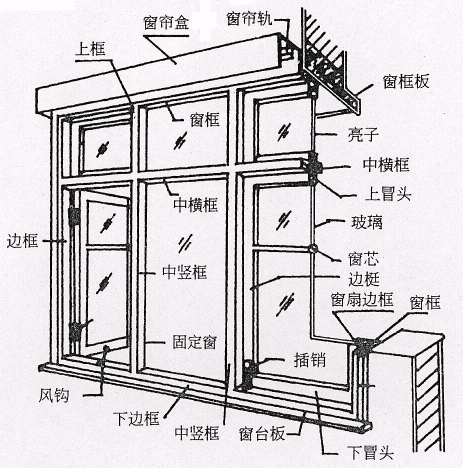 窗帘盒
窗帘轨
上框
窗框板
窗框
亮子
中横框
上冒头
中横框
玻璃
边框
窗芯
中竖框
边梃
窗扇边框
窗框
固定窗
插销
风钩
下边框
中竖框
窗台板
下冒头